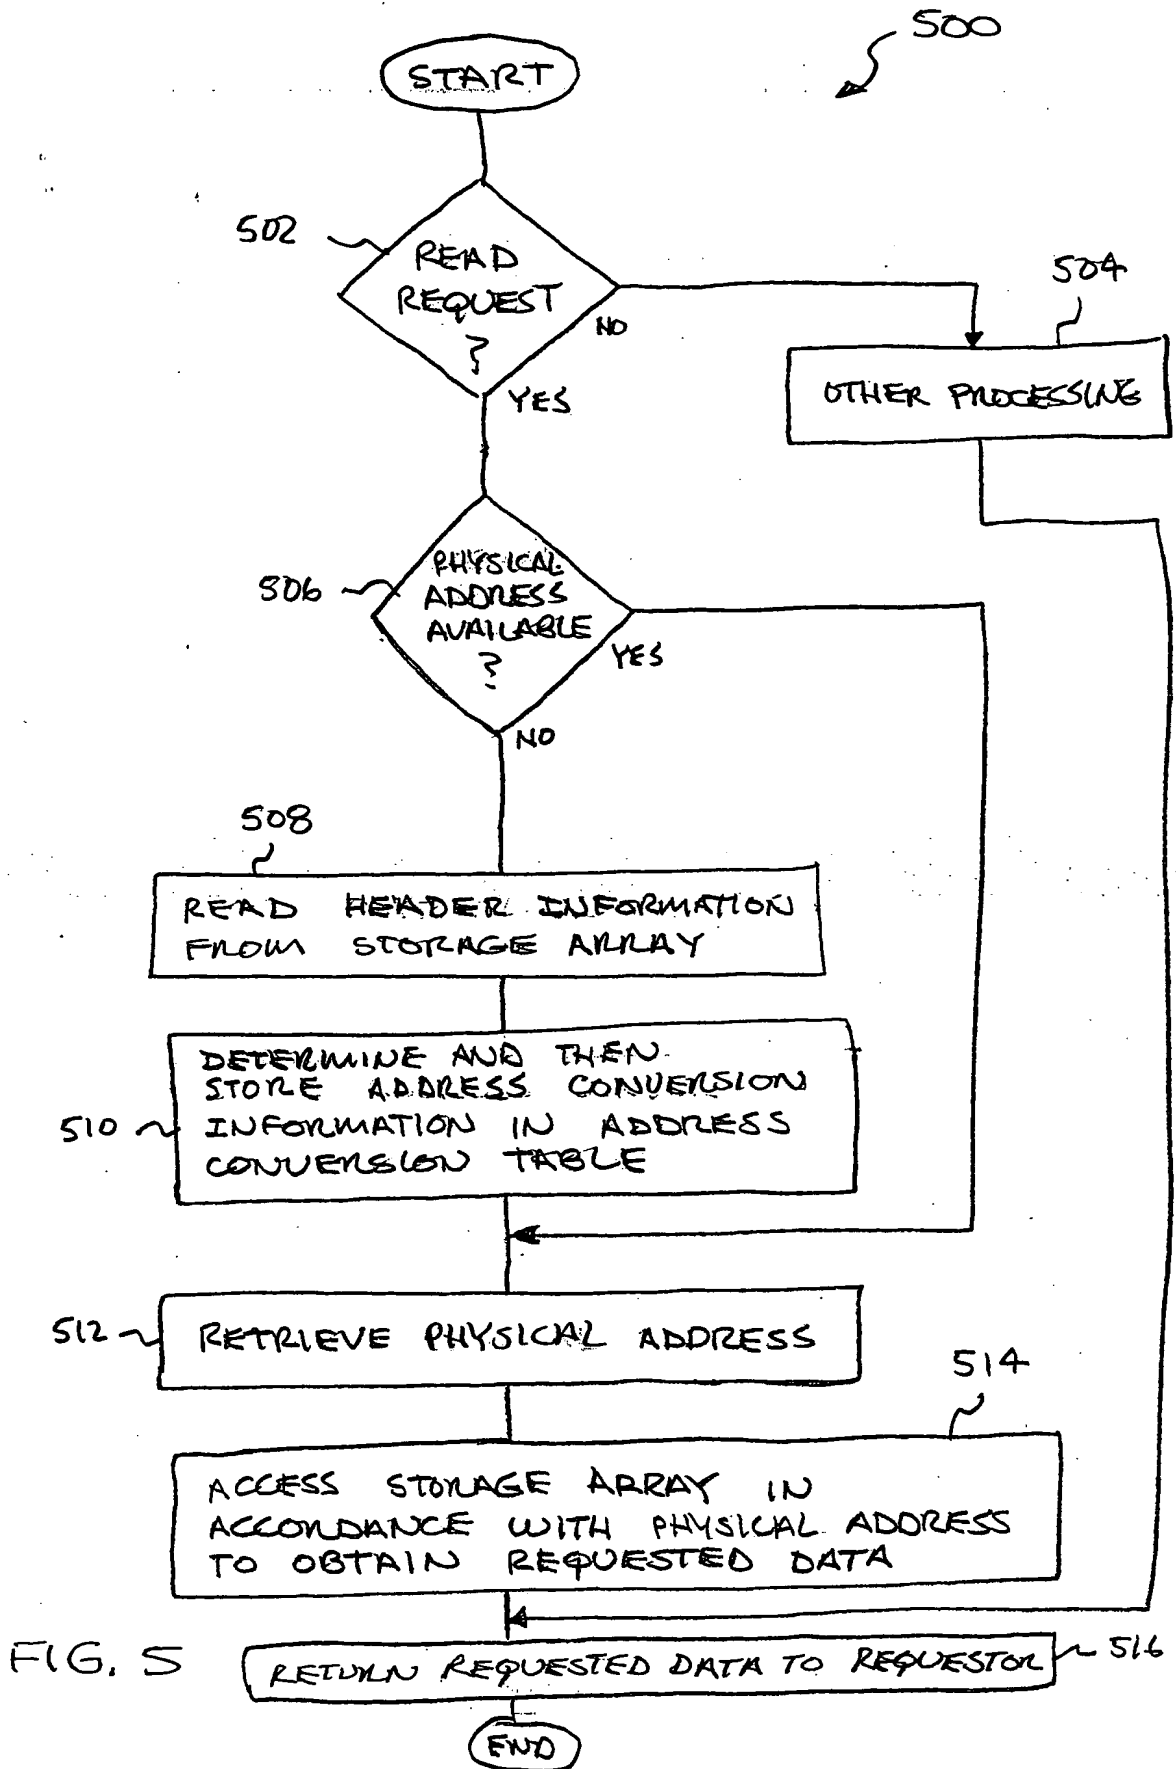 500
START
502
READ
REQUEST
?
NO
YES
504
OTHER PROCESSING
506
PHYSICAL
ADDRESS
AVAILABLE
?
YES
NO
508
READ HEADER INFORMATION
FROM STORAGE ARRAY
510
DETERMINE AND THEN
STORE ADDRESS CONVERSION
INFORMATION IN ADDRESS
CONVERSION TABLE
512
RETRIEVE PHYSICAL ADDRESS
514
ACCESS STORAGE ARRAY IN
ACCORDANCE WITH PHYSICAL ADDRESS
TO OBTAIN REQUESTED DATA
FIG. 5
RETURN REQUESTED DATA TO REQUESTOR
516
END